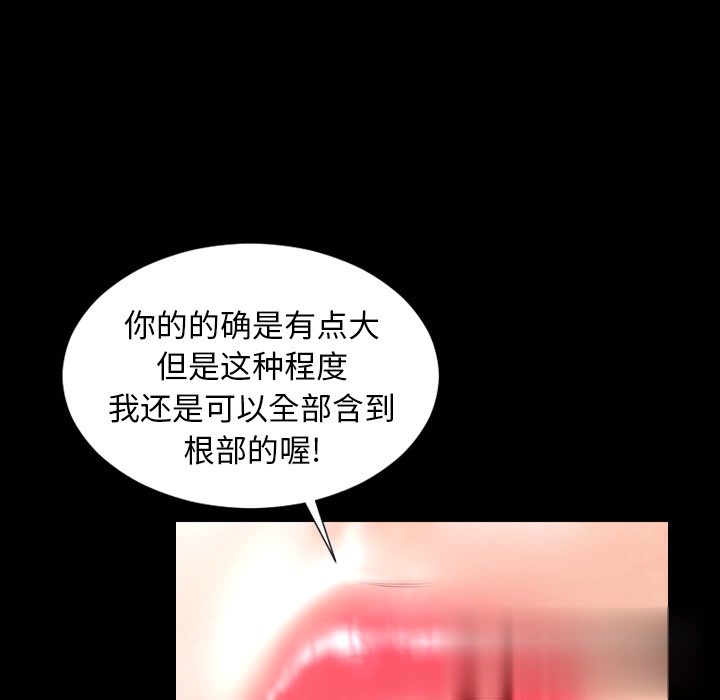 你的的确是有点大
但是这种程度
我还是可以全部含到
根部的喔!